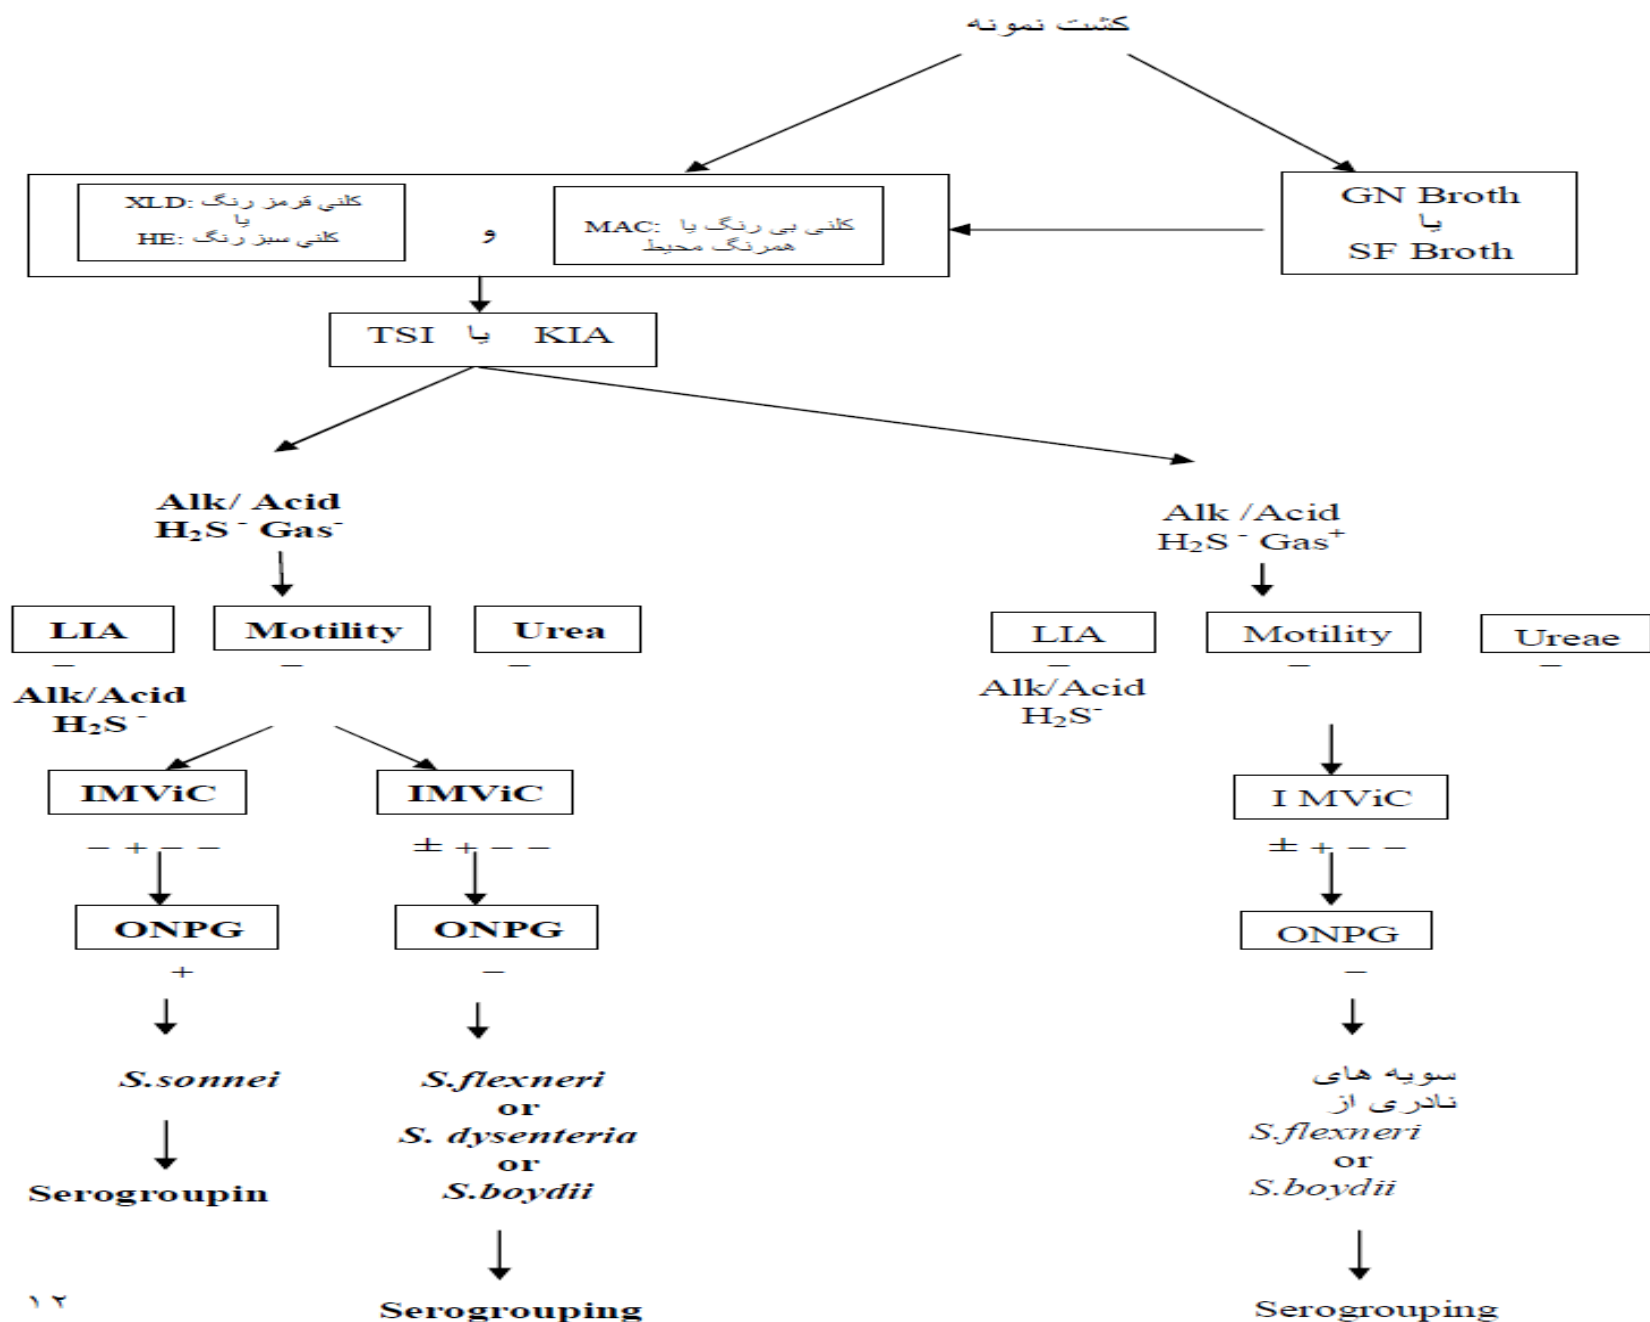 کشت نمونه
XLD: کلني قرمز رنگ
یا
HE: کلني سبز رنگ
و
MAC: کلنی بی رنگ یا
همرنگ محیط
GN Broth
یا
SF Broth
TSI یا KIA
Alk/ Acid
H₂S ⁻ Gas⁻
LIA Motility Urea
– – –
Alk/Acid
H₂S ⁻
IMViC IMViC
– + – – ± + – –
ONPG ONPG
+ –
S.sonnei
Serogroupin
S.flexneri
or
S. dysenteria
or
S.boydii
Serogrouping
Alk /Acid
H₂S ⁻ Gas⁺
LIA Motility Ureae
– – –
Alk/Acid
H₂S⁻
I MViC
± + – –
ONPG
–
سویه های
نادری از
S.flexneri
or
S.boydii
Serogrouping
۱۲